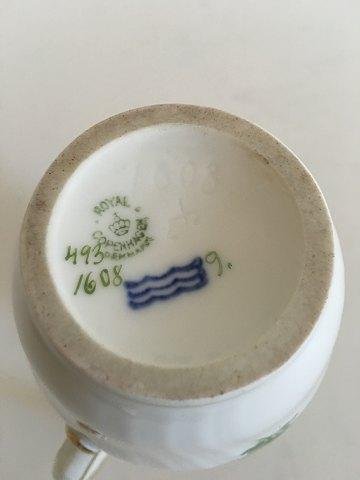 1608
ROYAL
COPENHAGEN
DENMARK
493
1608
9.